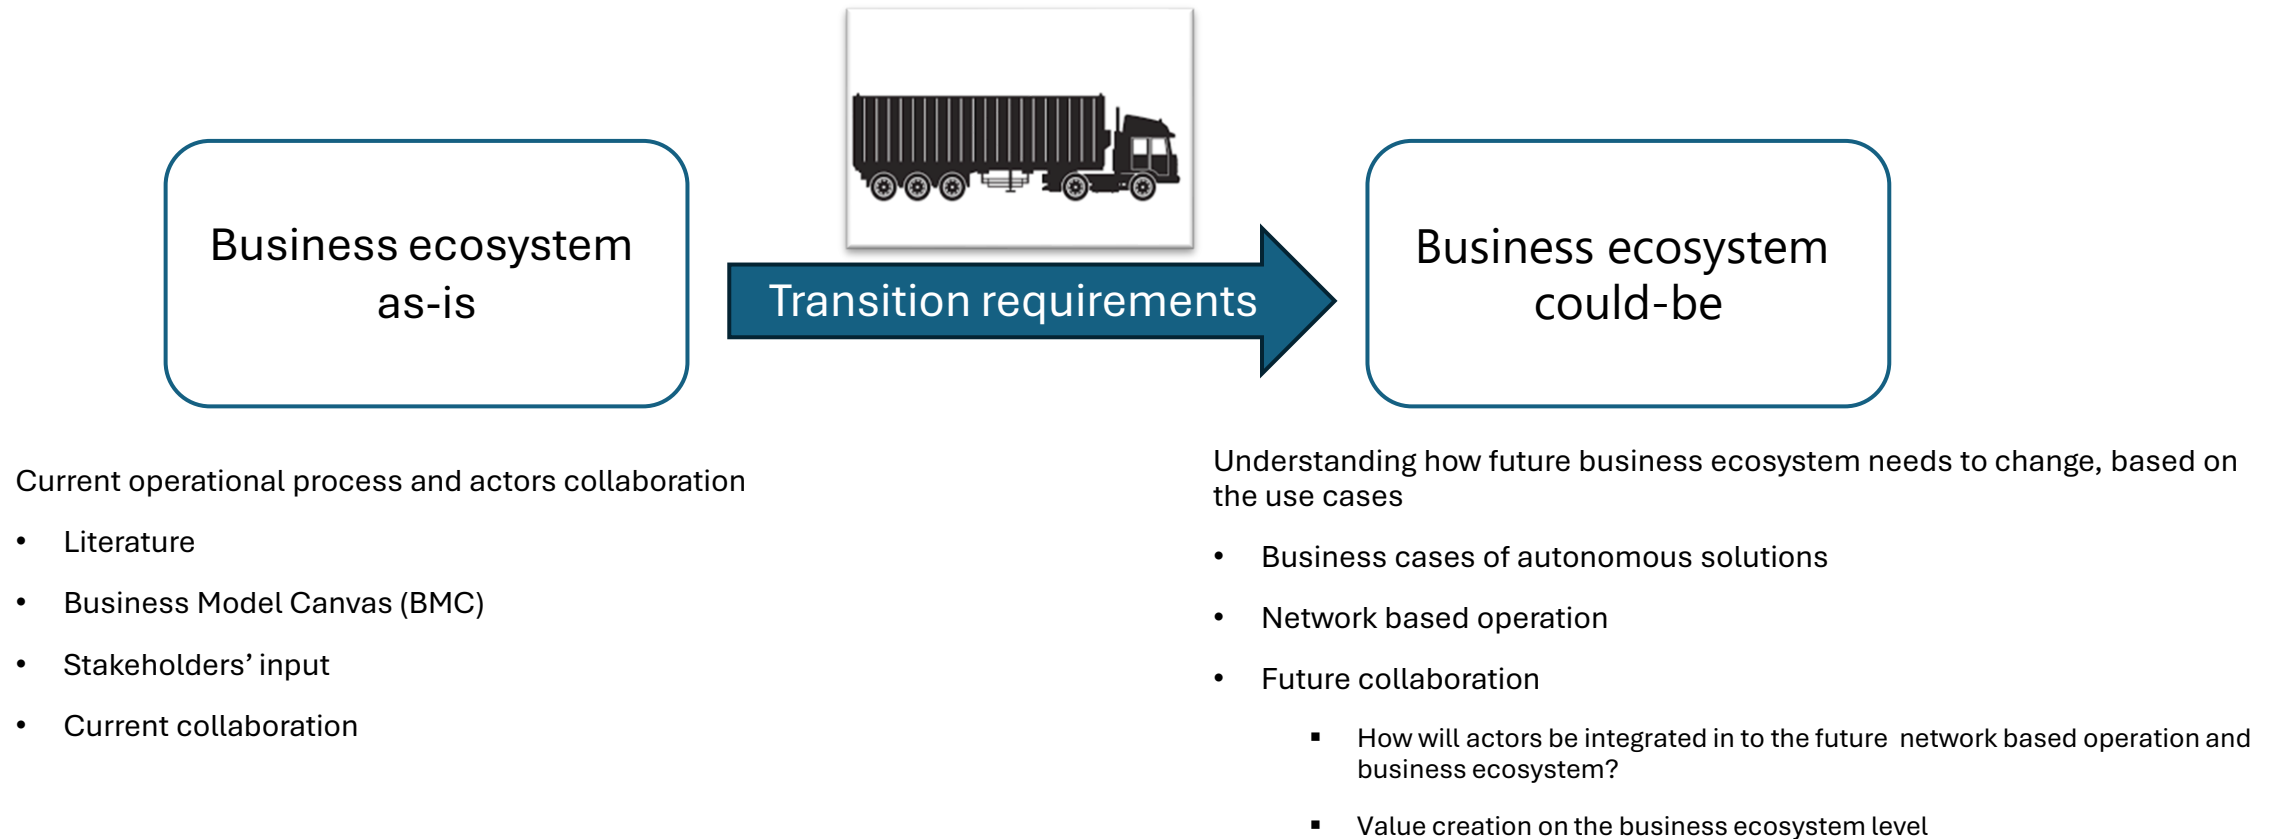 Business ecosystem
as-is
Transition requirements
Business ecosystem
could-be
Current operational process and actors collaboration
• Literature
• Business Model Canvas (BMC)
• Stakeholders’ input
• Current collaboration
Understanding how future business ecosystem needs to change, based on
the use cases
• Business cases of autonomous solutions
• Network based operation
• Future collaboration
▪ How will actors be integrated in to the future network based operation and
business ecosystem?
▪ Value creation on the business ecosystem level